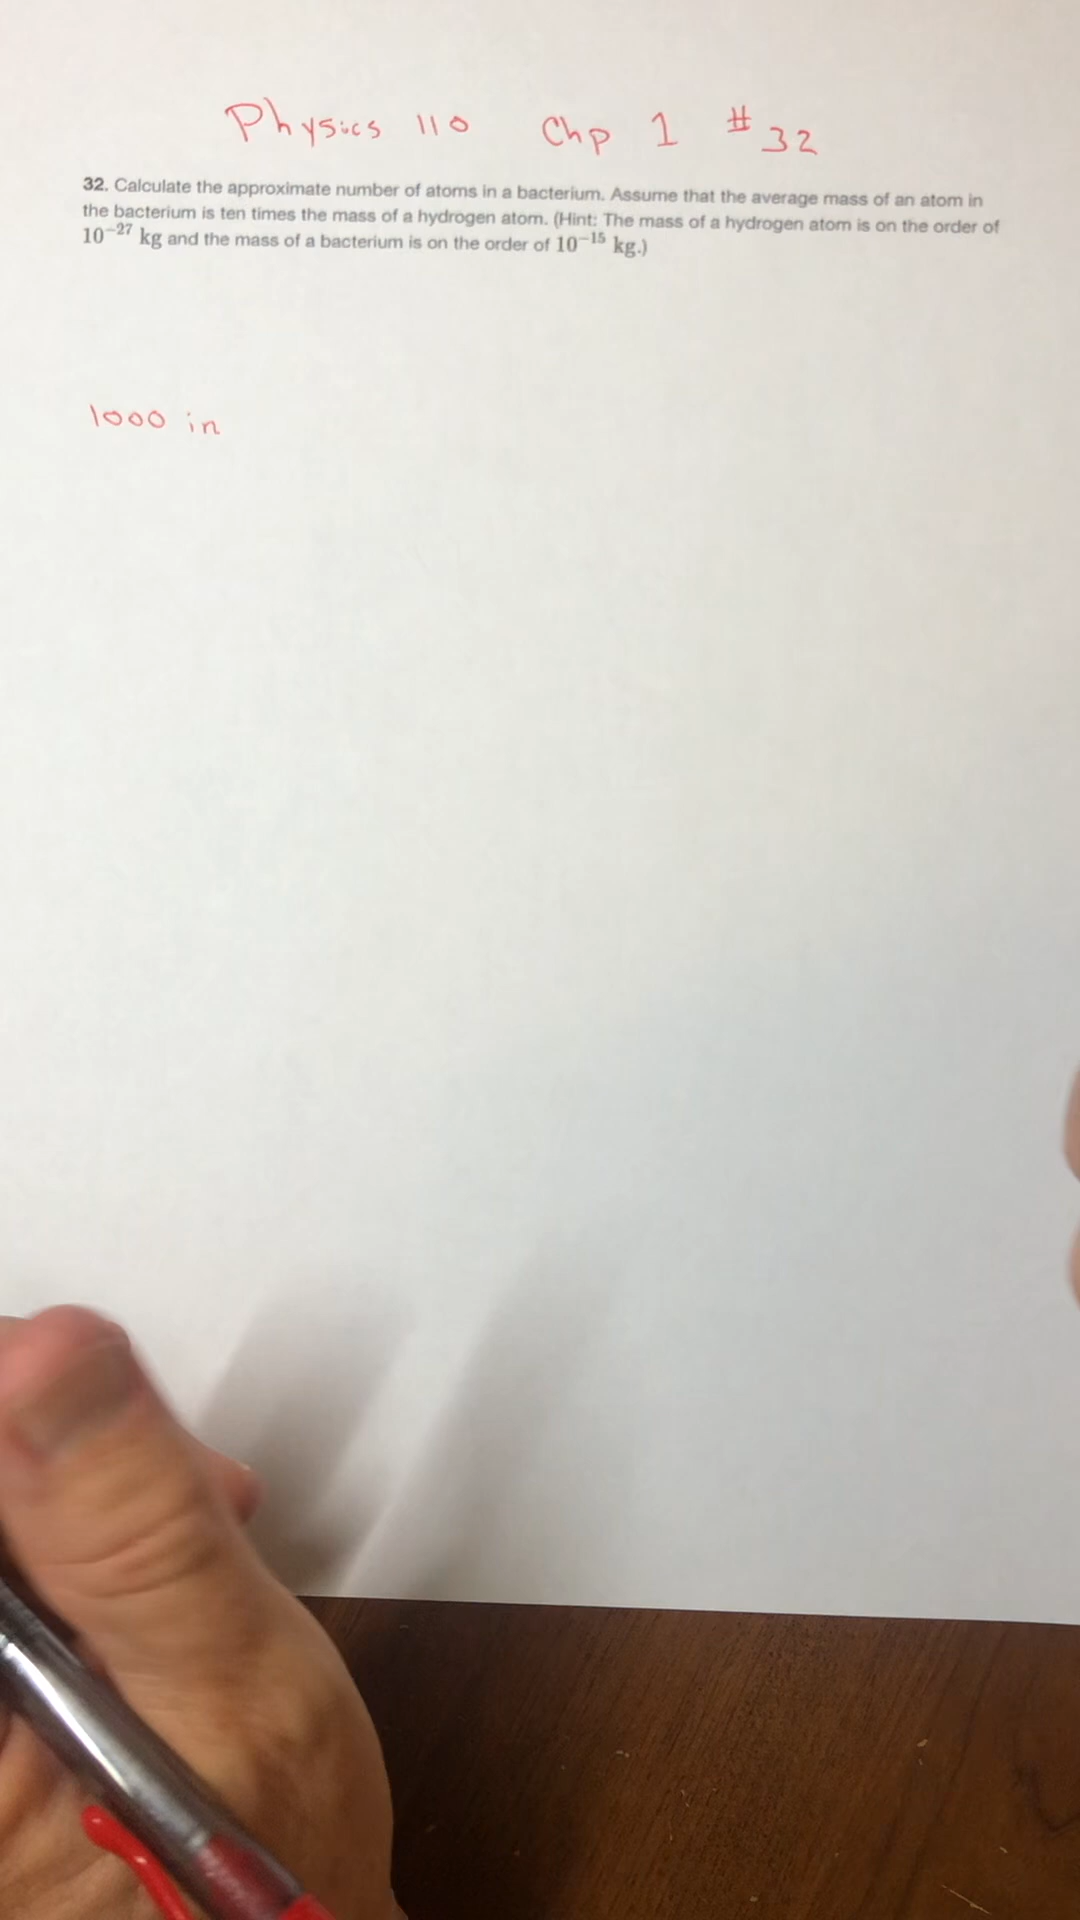 Physics 110 Chp 1 # 32
32. Calculate the approximate number of atoms in a bacterium. Assume that the average mass of an atom in
the bacterium is ten times the mass of a hydrogen atom. (Hint: The mass of a hydrogen atom is on the order of
10⁻²⁷ kg and the mass of a bacterium is on the order of 10⁻¹⁵ kg.)
1000 in